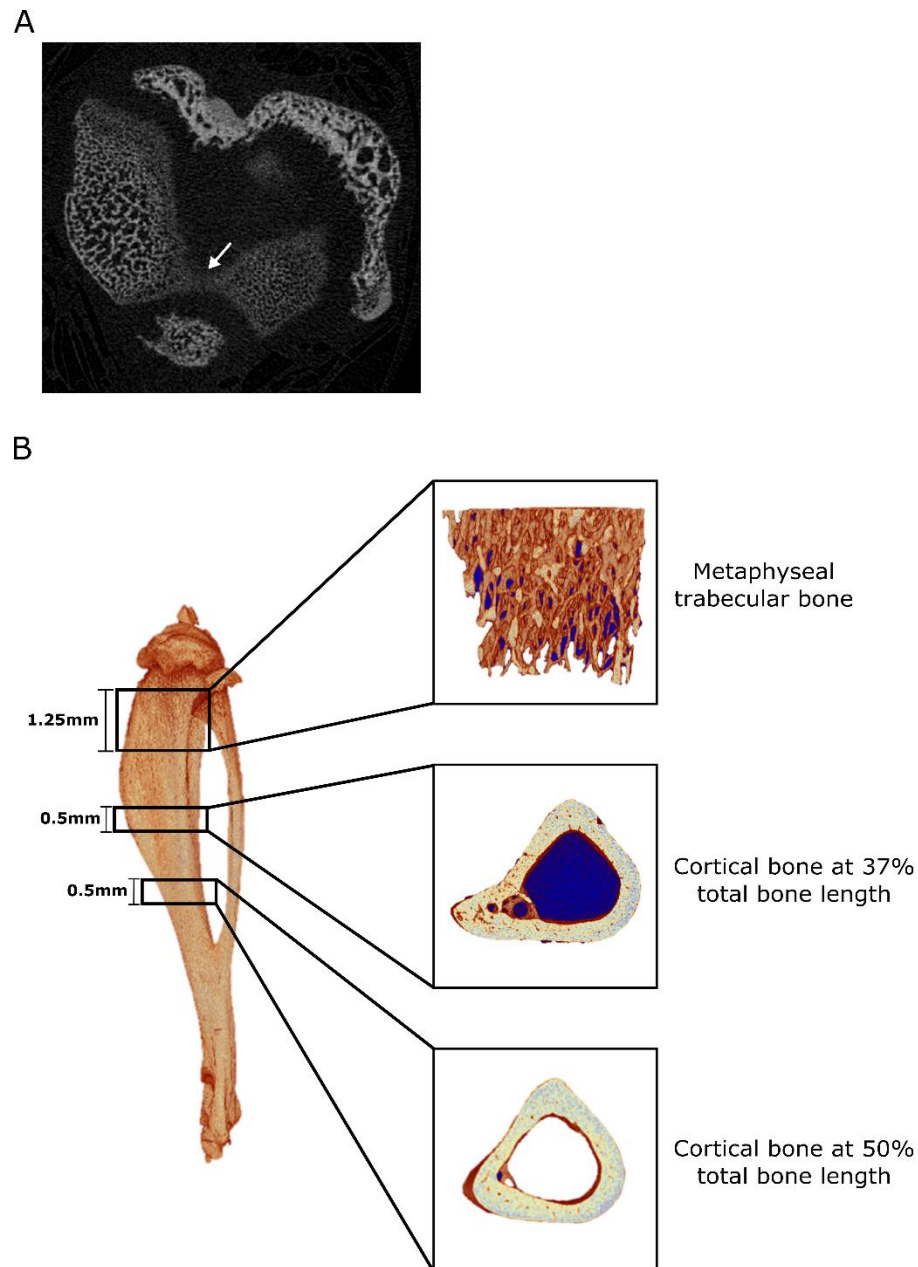 A
B
Metaphyseal
trabecular bone
1.25mm
0.5mm
Cortical bone at 37%
total bone length
0.5mm
Cortical bone at 50%
total bone length